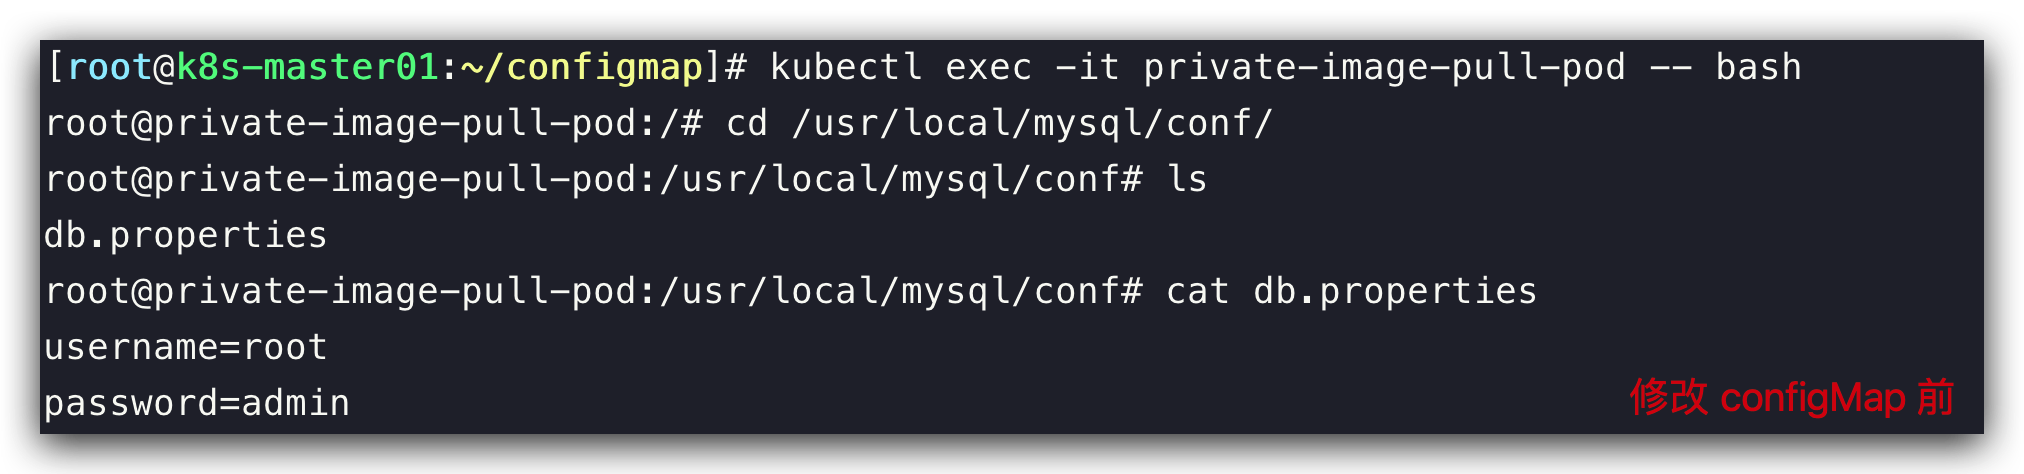 [root@k8s-master01:~/configmap]# kubectl exec -it private-image-pull-pod -- bash
root@private-image-pull-pod:/# cd /usr/local/mysql/conf/
root@private-image-pull-pod:/usr/local/mysql/conf# ls
db.properties
root@private-image-pull-pod:/usr/local/mysql/conf# cat db.properties
username=root
password=admin
修改 configMap 前